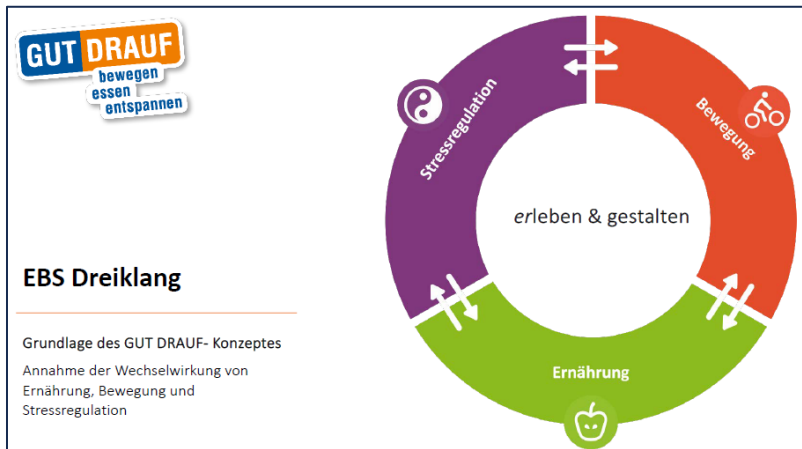 GUT DRAUF
bewegen
essen
entspannen
Stressregulation
Bewegung
erleben & gestalten
EBS Dreiklang
Grundlage des GUT DRAUF- Konzeptes
Annahme der Wechselwirkung von
Ernährung, Bewegung und
Stressregulation
Ernährung